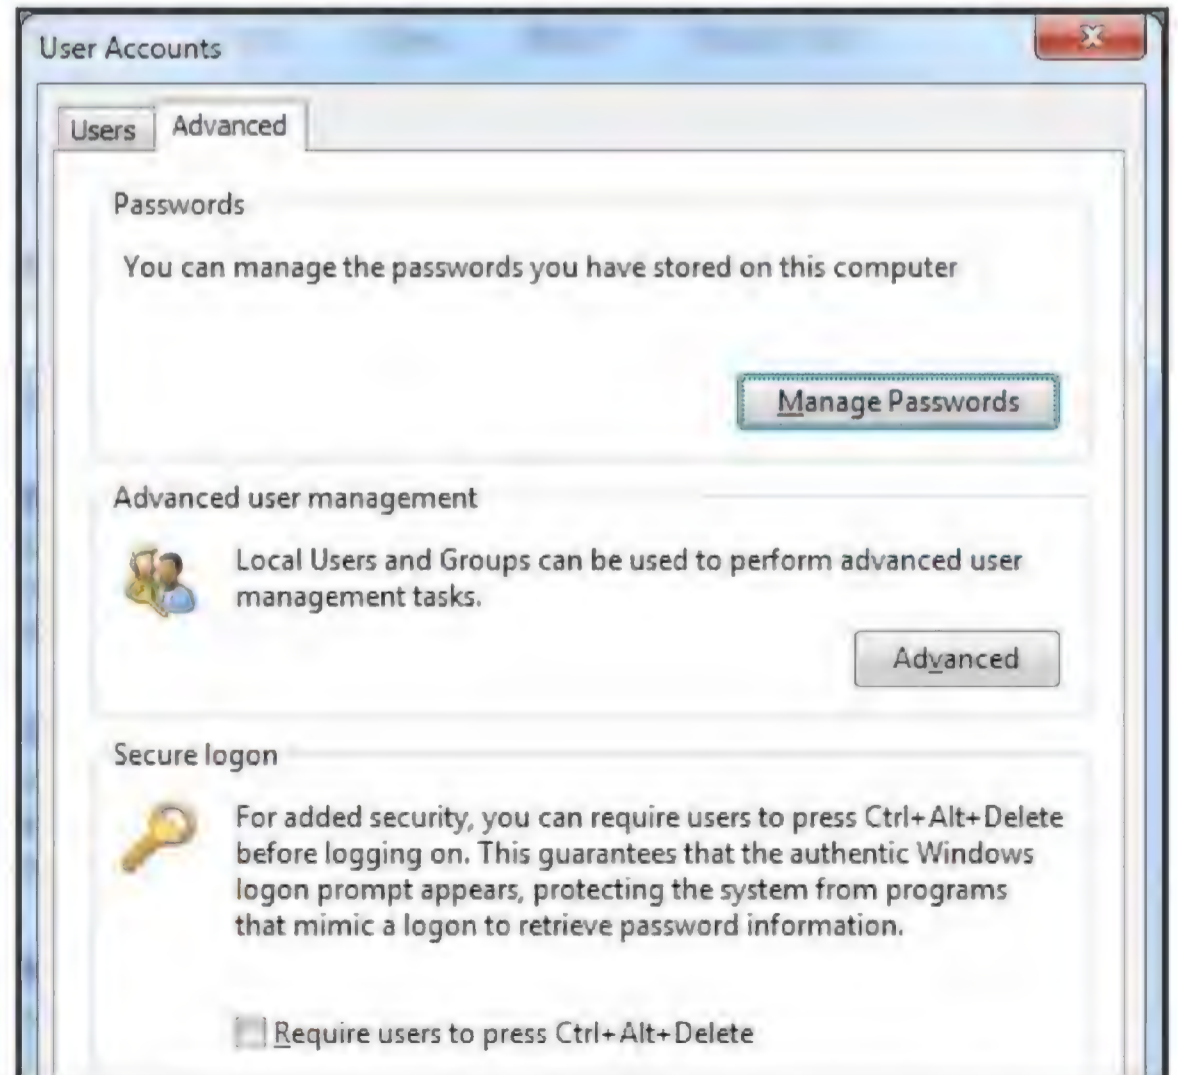 User Accounts
Users
Advanced
Passwords
You can manage the passwords you have stored on this computer
Manage Passwords
Advanced user management
Local Users and Groups can be used to perform advanced user
management tasks.
Advanced
Secure logon
For added security, you can require users to press Ctrl+Alt+Delete
before logging on. This guarantees that the authentic Windows
logon prompt appears, protecting the system from programs
that mimic a logon to retrieve password information.
Require users to press Ctrl+Alt+Delete